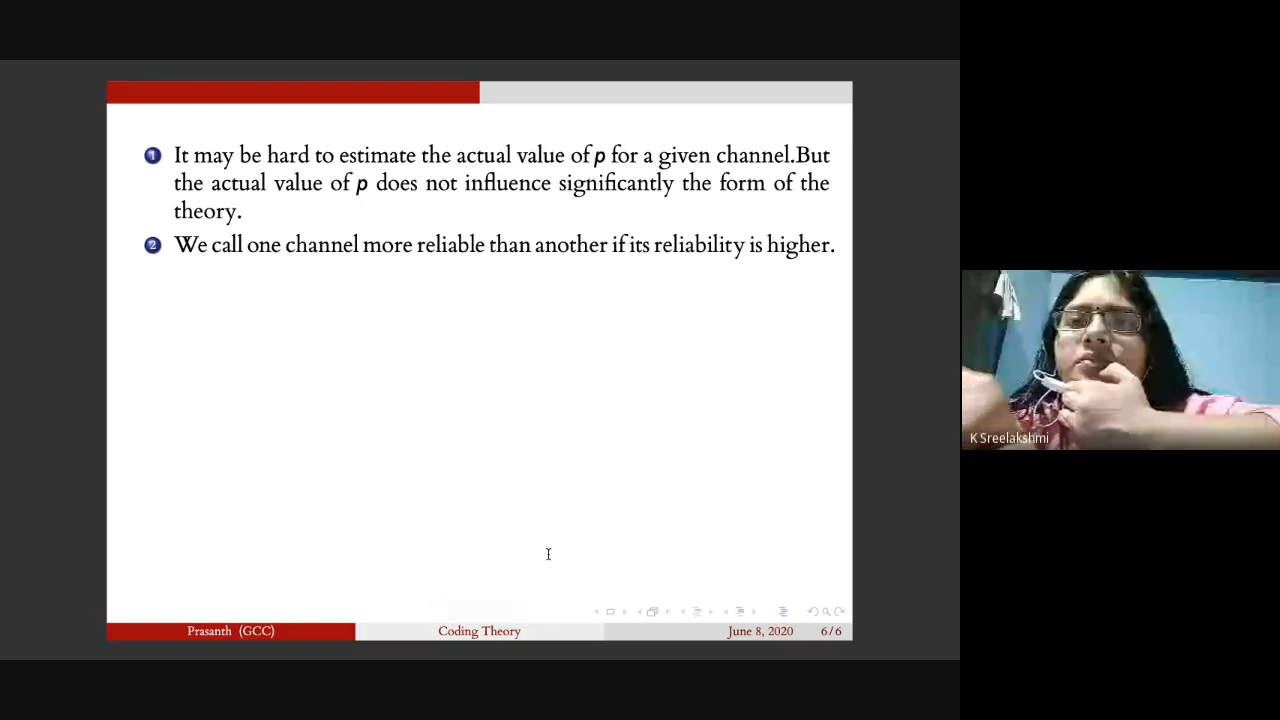 1 It may be hard to estimate the actual value of p for a given channel.But
the actual value of p does not influence significantly the form of the
theory.
2 We call one channel more reliable than another if its reliability is higher.
K Sreelakshmi
Prasanth (GCC) Coding Theory June 8, 2020 6/6